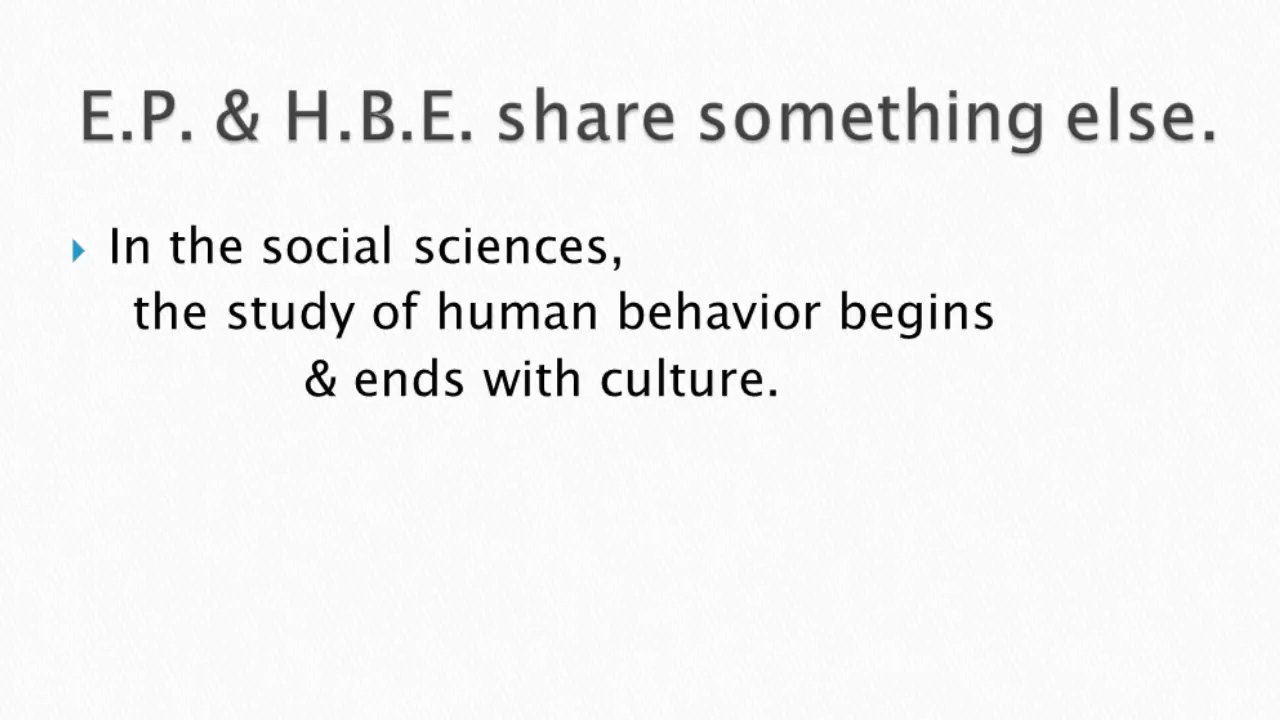 E.P. & H.B.E. share something else.
In the social sciences,
the study of human behavior begins
& ends with culture.